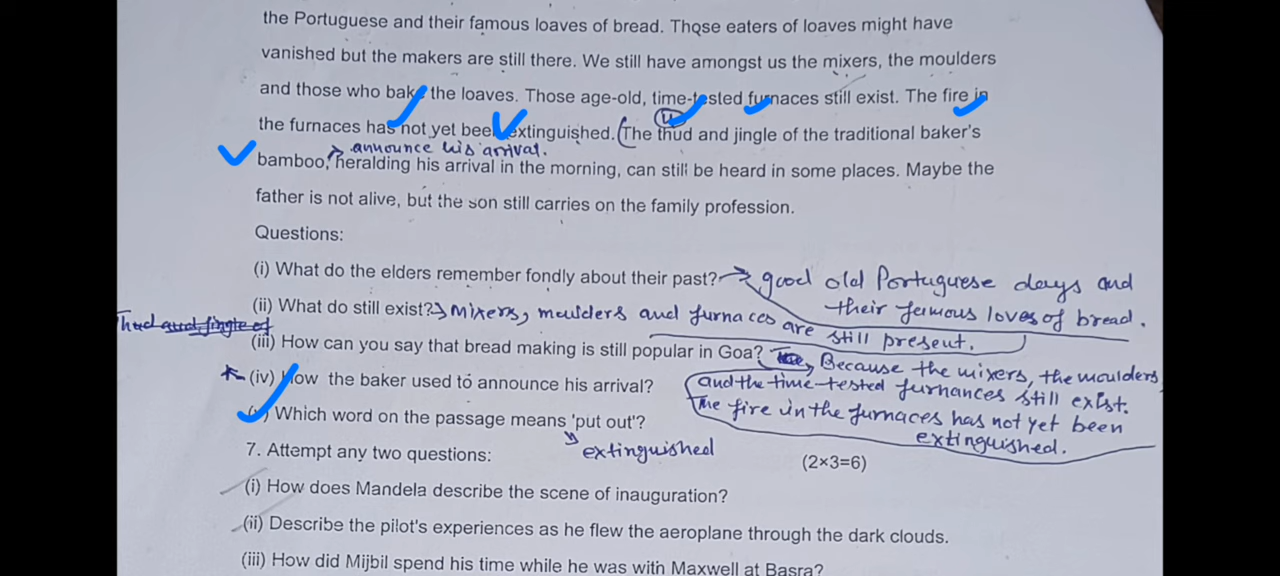 the Portuguese and their famous loaves of bread. Those eaters of loaves might have
vanished but the makers are still there. We still have amongst us the mixers, the moulders
and those who bake the loaves. Those age-old, time-tested furnaces still exist. The fire in
the furnaces has not yet been extinguished. (The thud and jingle of the traditional baker's
announce his arrival.
bamboo, heralding his arrival in the morning, can still be heard in some places. Maybe the
father is not alive, but the son still carries on the family profession.
Questions:
(i) What do the elders remember fondly about their past? → good old Portuguese days and
their famous loves of bread.
(ii) What do still exist? → mixers, moulders and furnaces are still present.
Thud and jingle of
(iii) How can you say that bread making is still popular in Goa? Because the mixers, the moulders,
and the time-tested furnances still exist.
The fire in the furnaces has not yet been
extinguished.
(iv) How the baker used to announce his arrival?
(v) Which word on the passage means 'put out'?
extinguished
7. Attempt any two questions: (2×3=6)
(i) How does Mandela describe the scene of inauguration?
(ii) Describe the pilot's experiences as he flew the aeroplane through the dark clouds.
(iii) How did Mijbil spend his time while he was with Maxwell at Basra?